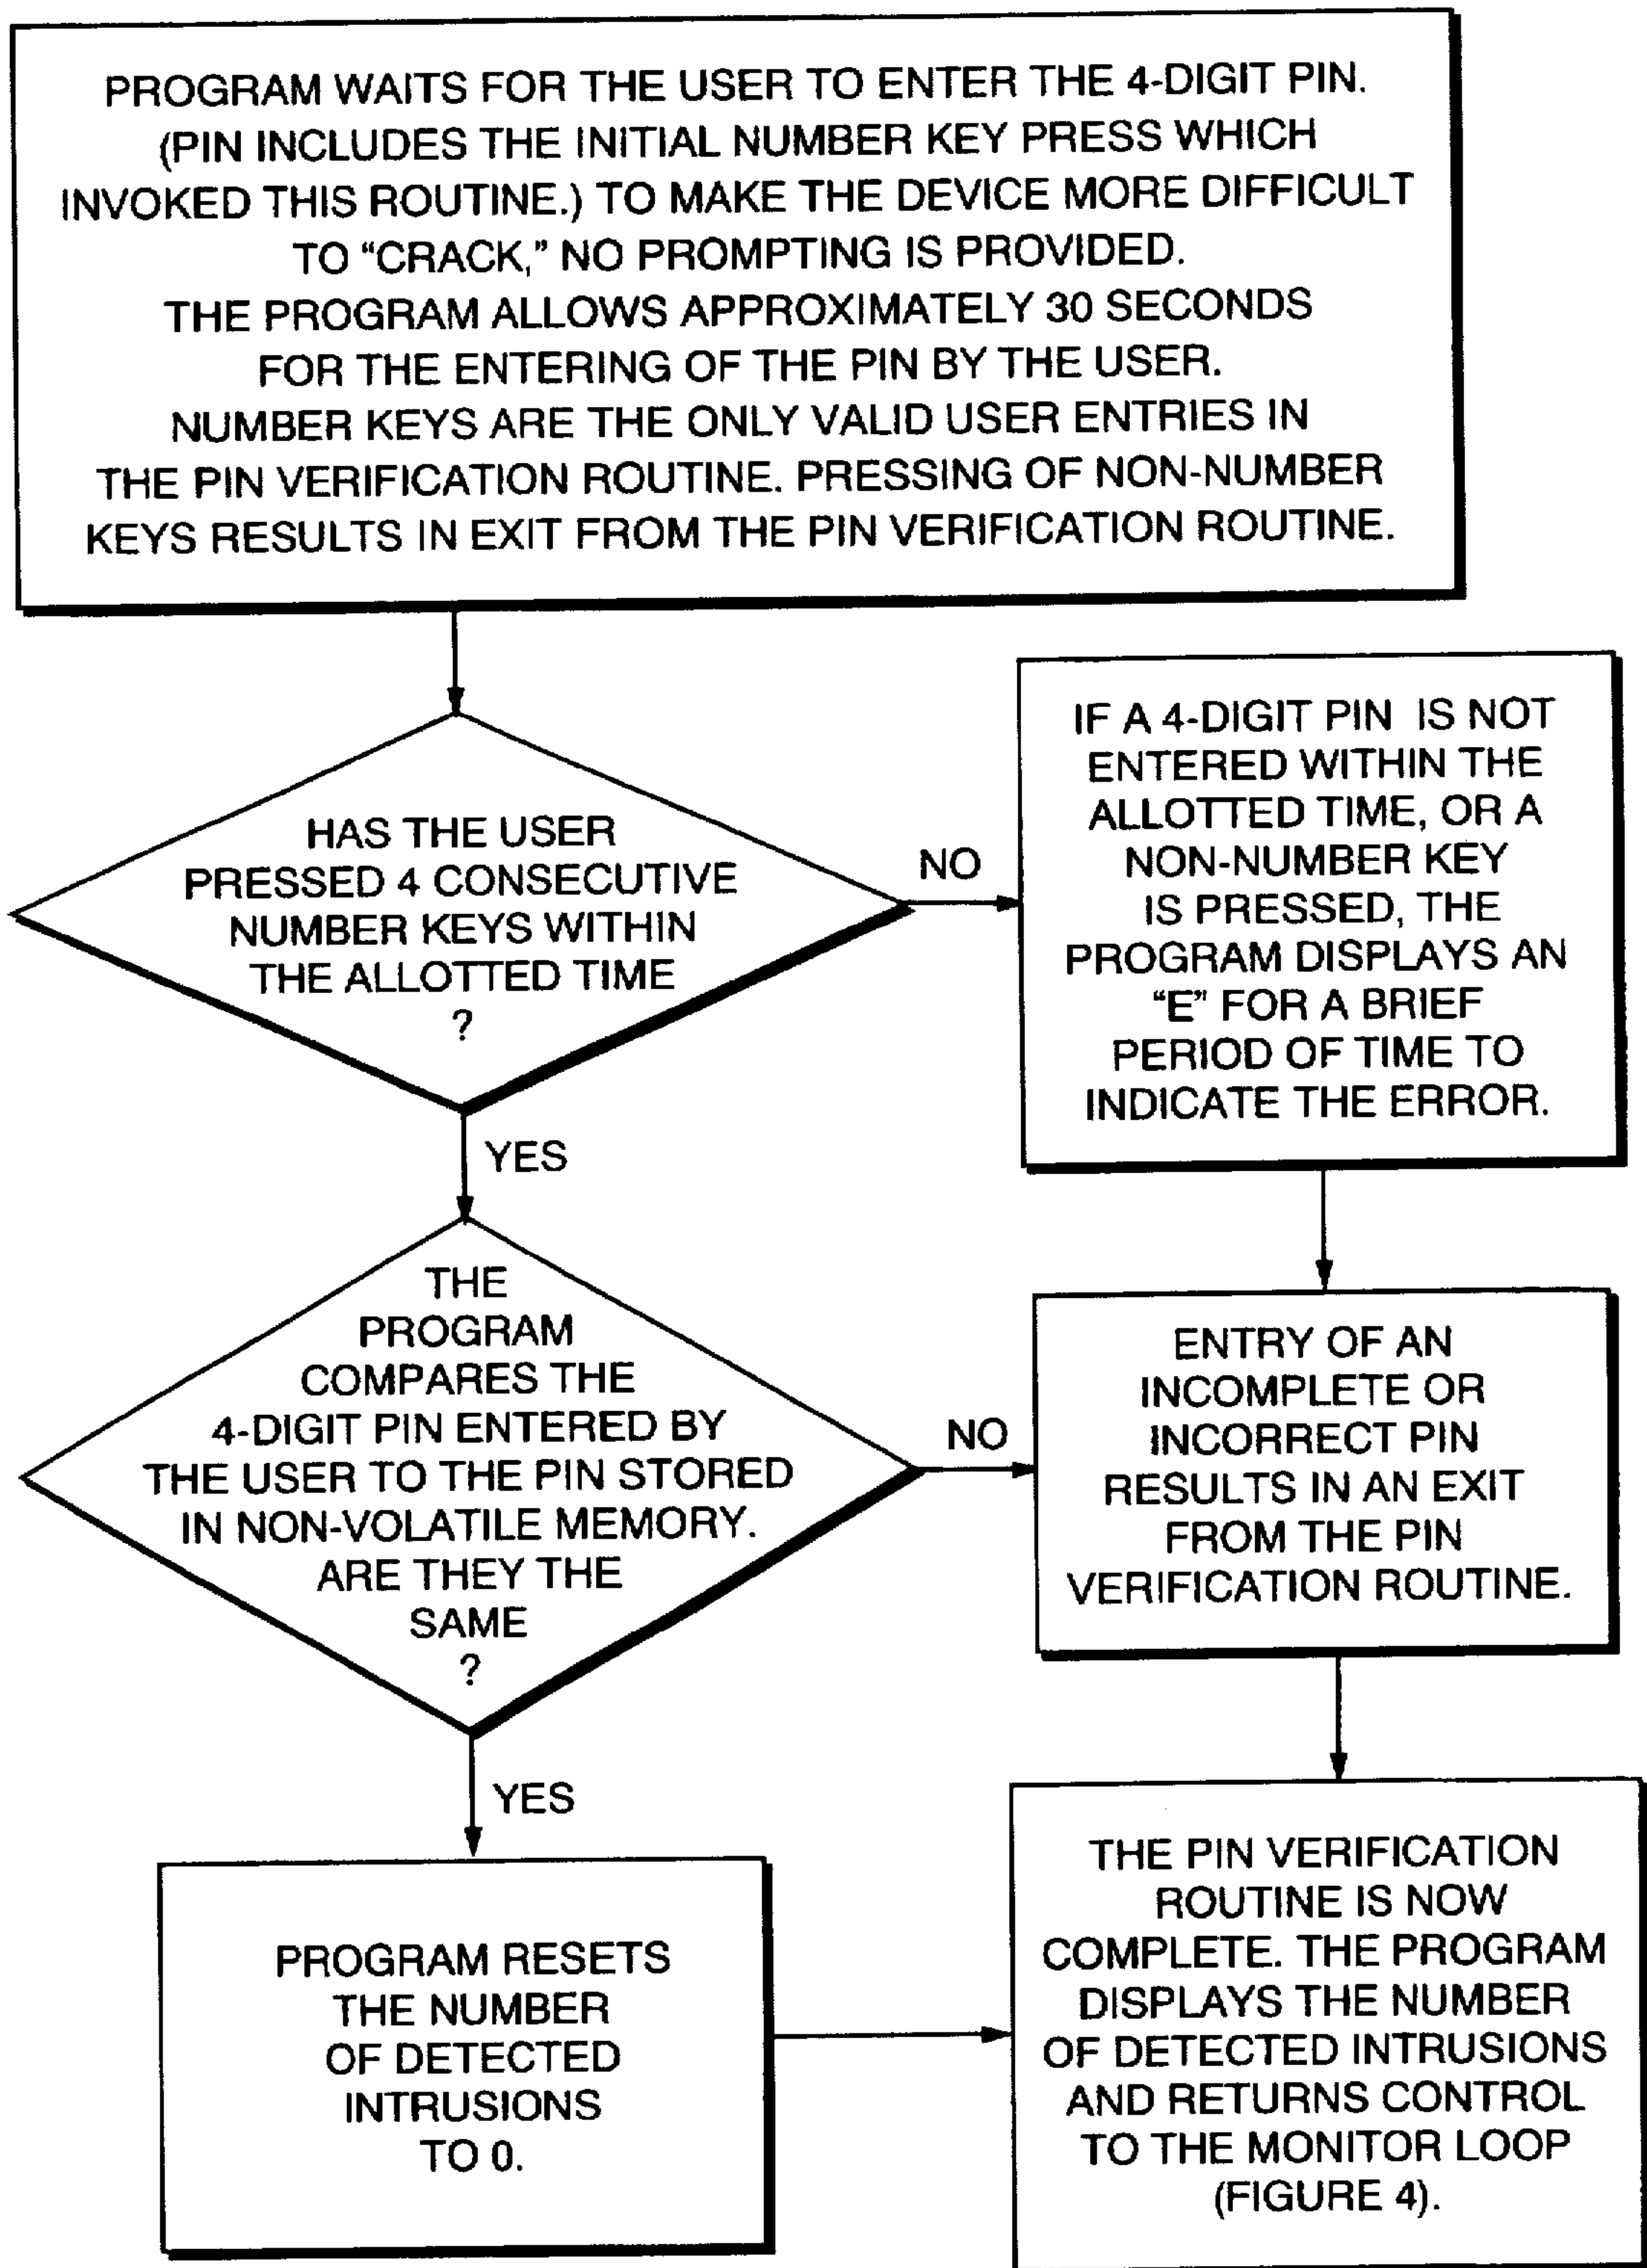 PROGRAM WAITS FOR THE USER TO ENTER THE 4-DIGIT PIN.
(PIN INCLUDES THE INITIAL NUMBER KEY PRESS WHICH
INVOKED THIS ROUTINE.) TO MAKE THE DEVICE MORE DIFFICULT
TO “CRACK,” NO PROMPTING IS PROVIDED.
THE PROGRAM ALLOWS APPROXIMATELY 30 SECONDS
FOR THE ENTERING OF THE PIN BY THE USER.
NUMBER KEYS ARE THE ONLY VALID USER ENTRIES IN
THE PIN VERIFICATION ROUTINE. PRESSING OF NON-NUMBER
KEYS RESULTS IN EXIT FROM THE PIN VERIFICATION ROUTINE.
HAS THE USER
PRESSED 4 CONSECUTIVE
NUMBER KEYS WITHIN
THE ALLOTTED TIME
?
NO
IF A 4-DIGIT PIN IS NOT
ENTERED WITHIN THE
ALLOTTED TIME, OR A
NON-NUMBER KEY
IS PRESSED, THE
PROGRAM DISPLAYS AN
“E” FOR A BRIEF
PERIOD OF TIME TO
INDICATE THE ERROR.
YES
THE
PROGRAM
COMPARES THE
4-DIGIT PIN ENTERED BY
THE USER TO THE PIN STORED
IN NON-VOLATILE MEMORY.
ARE THEY THE
SAME
?
NO
ENTRY OF AN
INCOMPLETE OR
INCORRECT PIN
RESULTS IN AN EXIT
FROM THE PIN
VERIFICATION ROUTINE.
YES
PROGRAM RESETS
THE NUMBER
OF DETECTED
INTRUSIONS
TO 0.
THE PIN VERIFICATION
ROUTINE IS NOW
COMPLETE. THE PROGRAM
DISPLAYS THE NUMBER
OF DETECTED INTRUSIONS
AND RETURNS CONTROL
TO THE MONITOR LOOP
(FIGURE 4).